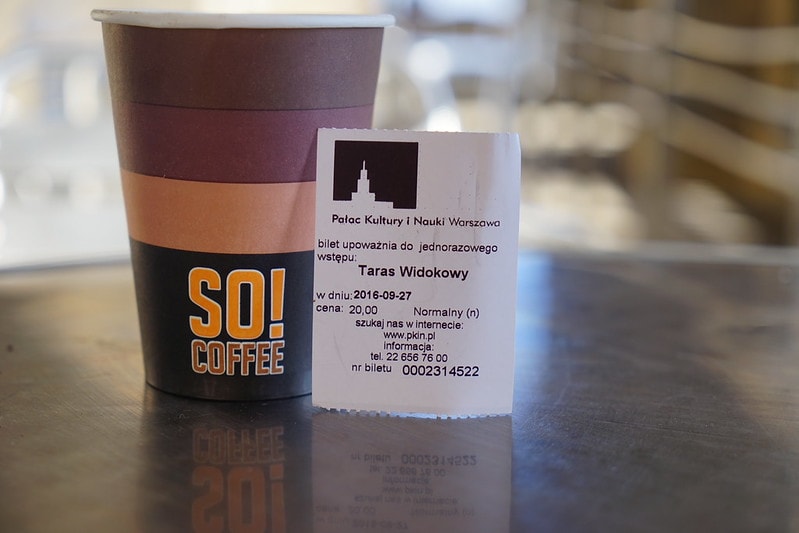 SO!
COFFEE
Pałac Kultury i Nauki Warszawa
bilet upoważnia do jednorazowego
wstępu:
Taras Widokowy
w dniu: 2016-09-27
cena: 20,00 Normalny (n)
szukaj nas w internecie:
www.pkin.pl
informacja:
tel. 22 656 76 00
nr biletu 0002314522